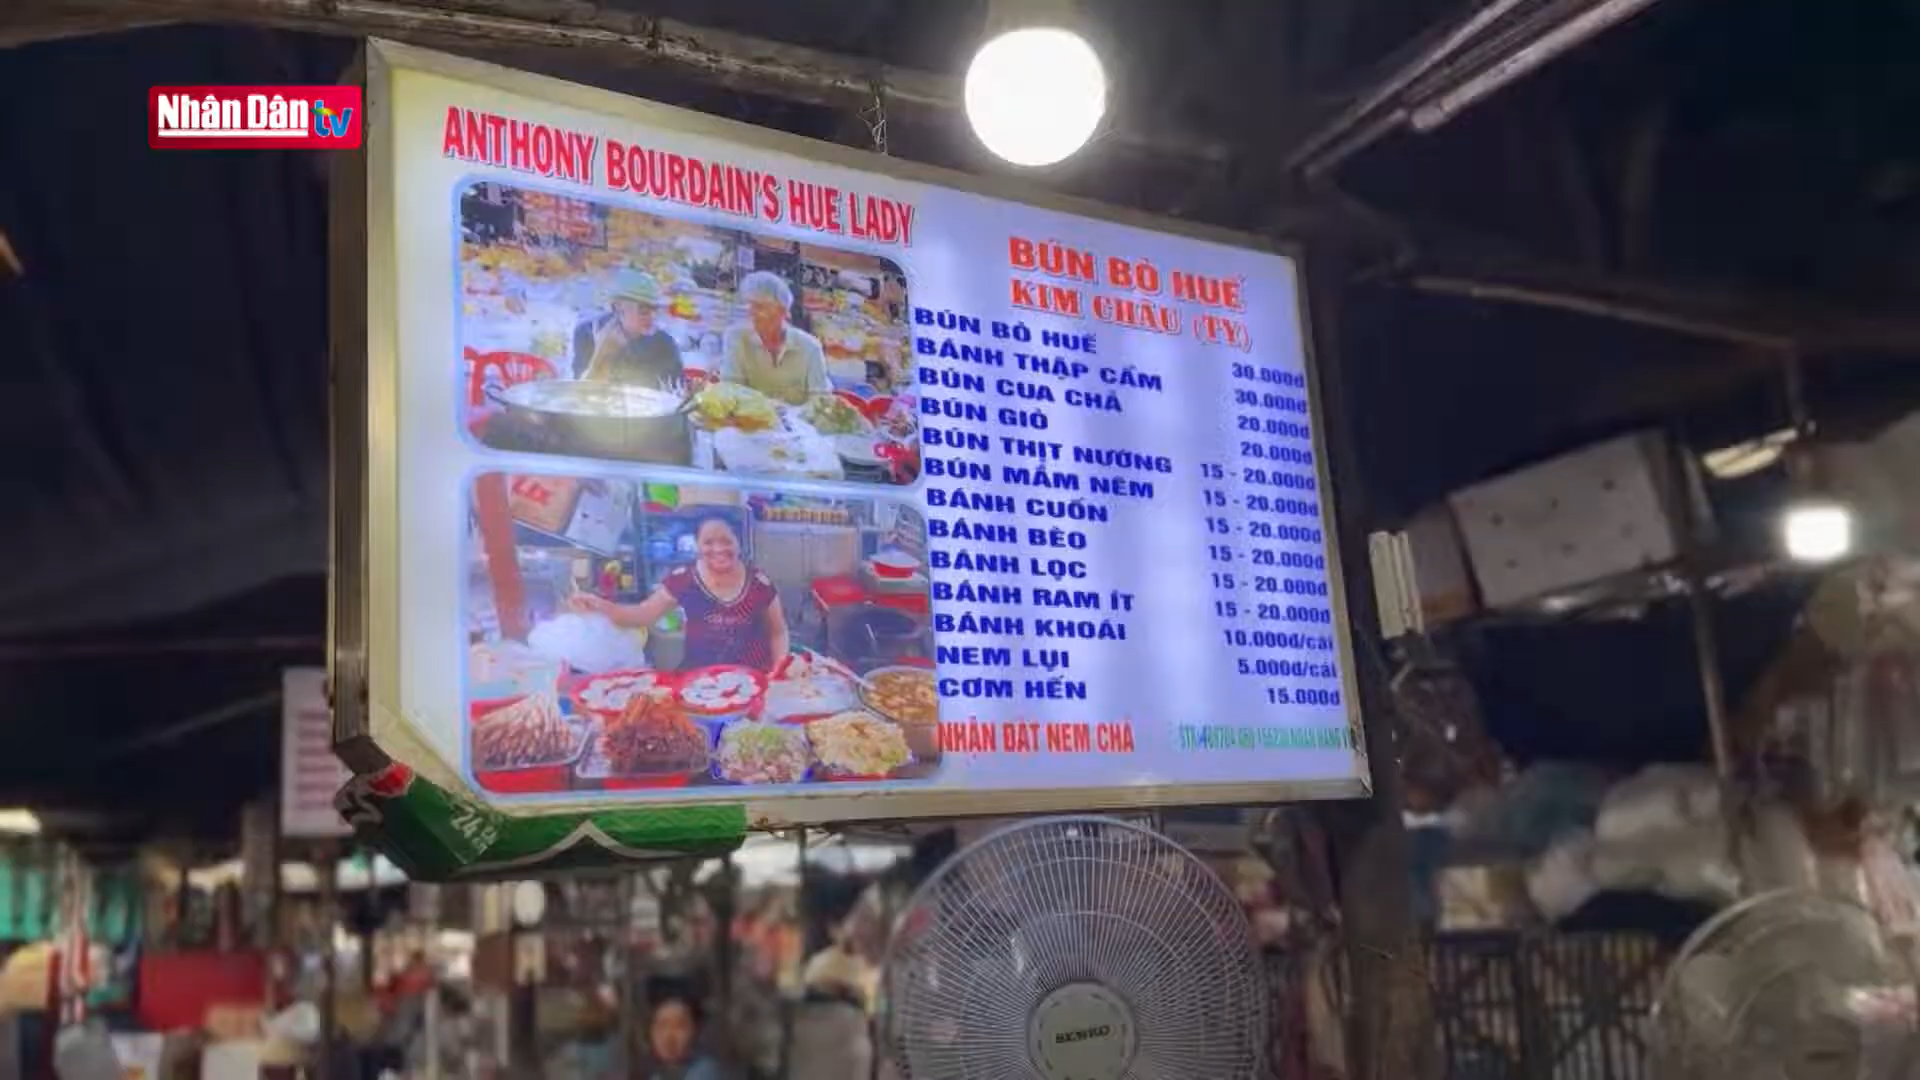 Nhân Dân tv
ANTHONY BOURDAIN'S HUE LADY
BÚN BÒ HUẾ
KIM CHÂU (TY)
BÚN BÒ HUẾ 30.000đ
BÁNH THẬP CẨM 30.000đ
BÚN CUA CHẢ 20.000đ
BÚN GIÒ 20.000đ
BÚN THỊT NƯỚNG 15 - 20.000đ
BÚN MẮM NÊM 15 - 20.000đ
BÁNH CUỐN 15 - 20.000đ
BÁNH BÈO 15 - 20.000đ
BÁNH LỌC 15 - 20.000đ
BÁNH RAM ÍT 15 - 20.000đ
BÁNH KHOÁI 10.000đ/cái
NEM LỤI 5.000đ/cái
CƠM HẾN 15.000đ
NHẬN ĐẶT NEM CHẢ
24
SENKO